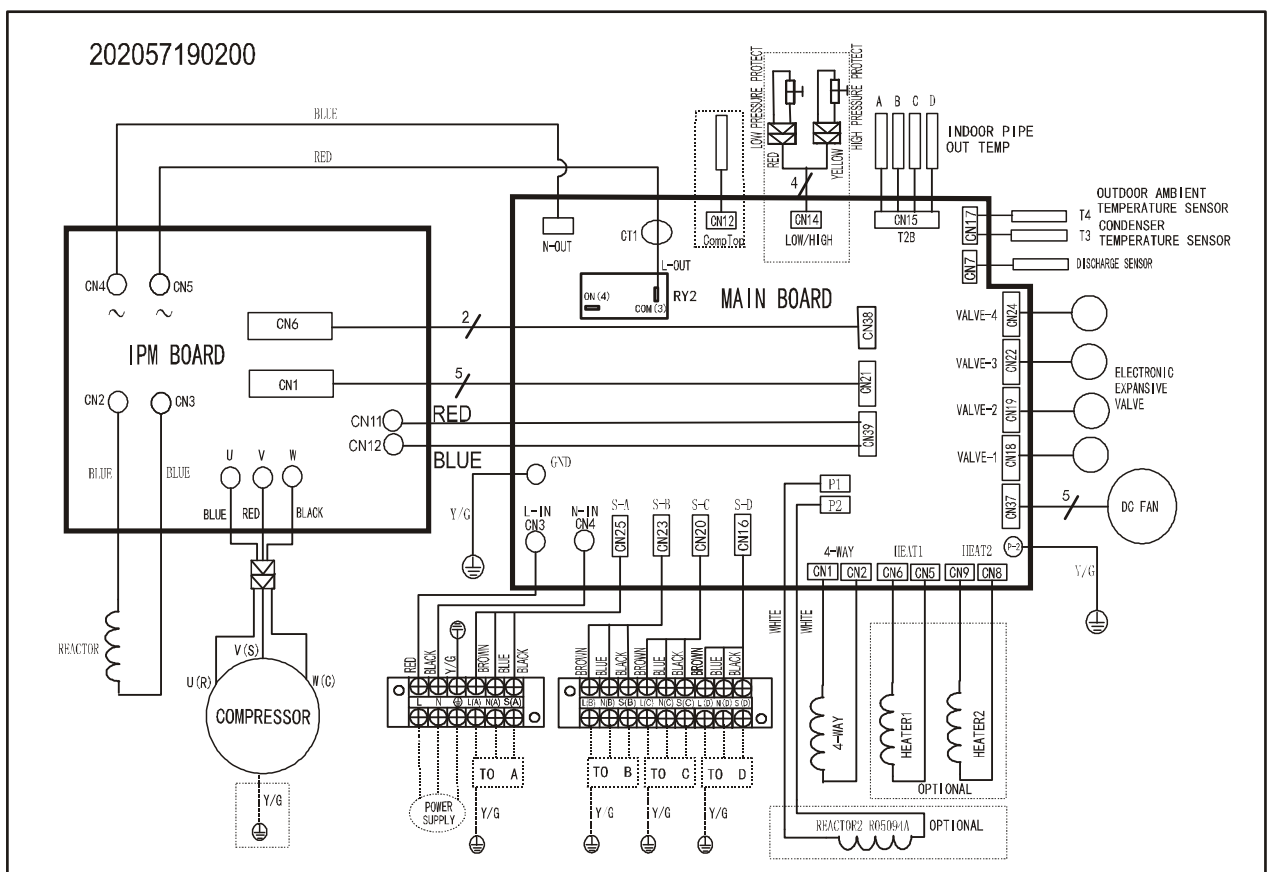 202057190200
BLUE
RED
LOW PRESSURE PROTECT
HIGH PRESSURE PROTECT
RED
YELLOW
4
A B C D
INDOOR PIPE
OUT TEMP
CN12
CompTop
CN14
LOW/HIGH
CN15
T2B
CN17
T4
OUTDOOR AMBIENT
TEMPERATURE SENSOR
T3
CONDENSER
TEMPERATURE SENSOR
CN7
DISCHARGE SENSOR
N-OUT
CT1
L-OUT
ON(4)
COM(3)
RY2
MAIN BOARD
CN4
CN5
~
~
CN6
2
CN38
IPM BOARD
CN1
5
CN21
CN2
CN3
CN11
RED
CN12
BLUE
CN39
VALVE-4
CN24
VALVE-3
CN22
VALVE-2
CN19
VALVE-1
CN18
ELECTRONIC
EXPANSIVE
VALVE
BLUE
BLUE
U V W
BLUE
RED
BLACK
GND
Y/G
P1
P2
CN37
5
DC FAN
P-2
Y/G
L-IN
CN3
N-IN
CN4
S-A
CN25
S-B
CN23
S-C
CN20
S-D
CN16
4-WAY
CN1 CN2
HEAT1
CN6 CN5
HEAT2
CN9 CN8
WHITE
WHITE
REACTOR
V(S)
U(R)
W(C)
COMPRESSOR
Y/G
RED
BLACK
Y/G
BROWN
BLUE
BLACK
L N L(A) N(A) S(A)
BROWN
BLUE
BLACK
BROWN
BLUE
BLACK
BROWN
BLUE
BLACK
L(B) N(B) S(B) L(C) N(C) S(C) L(D) N(D) S(D)
TO A
TO B
TO C
TO D
POWER
SUPPLY
Y/G
Y/G
Y/G
Y/G
4-WAY
HEATER1
HEATER2
OPTIONAL
REACTOR2 R05094A
OPTIONAL